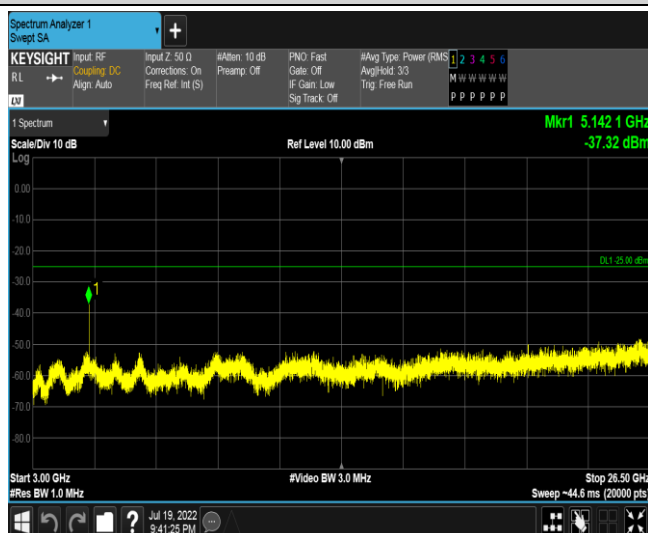 Spectrum Analyzer 1
Swept SA
+
KEYSIGHT
RL
Input: RF
Coupling: DC
Align: Auto
Input Z: 50 Ω
Corrections: On
Freq Ref: Int (S)
#Atten: 10 dB
Preamp: Off
PNO: Fast
Gate: Off
IF Gain: Low
Sig Track: Off
#Avg Type: Power (RMS
Avg|Hold: 3/3
Trig: Free Run
1 2 3 4 5 6
M W W W W W
P P P P P P
LXI
1 Spectrum
Scale/Div 10 dB
Ref Level 10.00 dBm
Mkr1 5.142 1 GHz
-37.32 dBm
Log
0.00
-10.0
-20.0
DL1 -25.00 dBm
-30.0
1
-40.0
-50.0
-60.0
-70.0
-80.0
Start 3.00 GHz
#Video BW 3.0 MHz
Stop 26.50 GHz
#Res BW 1.0 MHz
Sweep ~44.6 ms (20000 pts)
?
Jul 19, 2022
9:41:25 PM